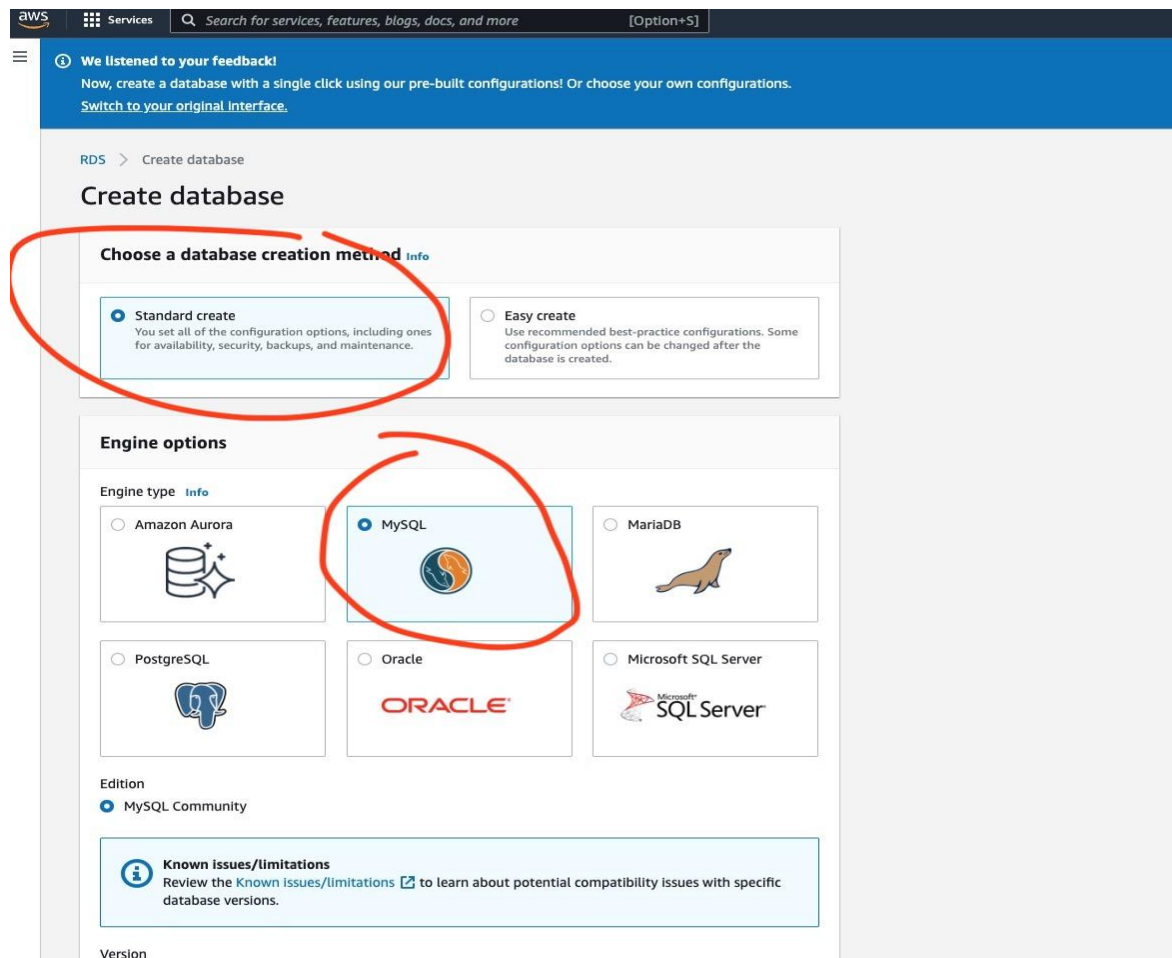 aws
Services
Search for services, features, blogs, docs, and more
[Option+S]
We listened to your feedback!
Now, create a database with a single click using our pre-built configurations! Or choose your own configurations.
Switch to your original interface.
RDS > Create database
Create database
Choose a database creation method Info
Standard create
You set all of the configuration options, including ones
for availability, security, backups, and maintenance.
Easy create
Use recommended best-practice configurations. Some
configuration options can be changed after the
database is created.
Engine options
Engine type Info
Amazon Aurora
MySQL
MariaDB
PostgreSQL
Oracle
ORACLE
Microsoft SQL Server
Microsoft
SQL Server
Edition
MySQL Community
Known issues/limitations
Review the Known issues/limitations to learn about potential compatibility issues with specific
database versions.
Version